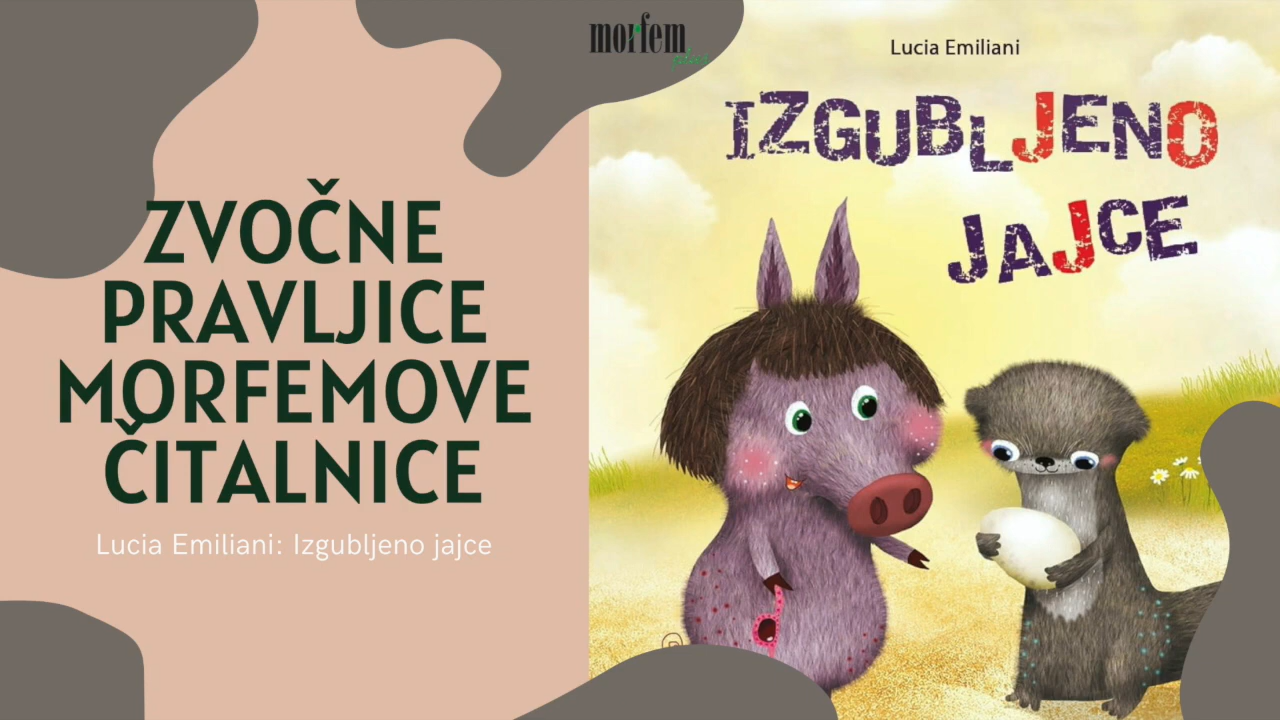 ZVOČNE
PRAVLJICE
MORFEMOVE
ČITALNICE
Lucia Emiliani: Izgubljeno jajce
morfem
Lucia Emiliani
IZGUBLJENO
JAJCE